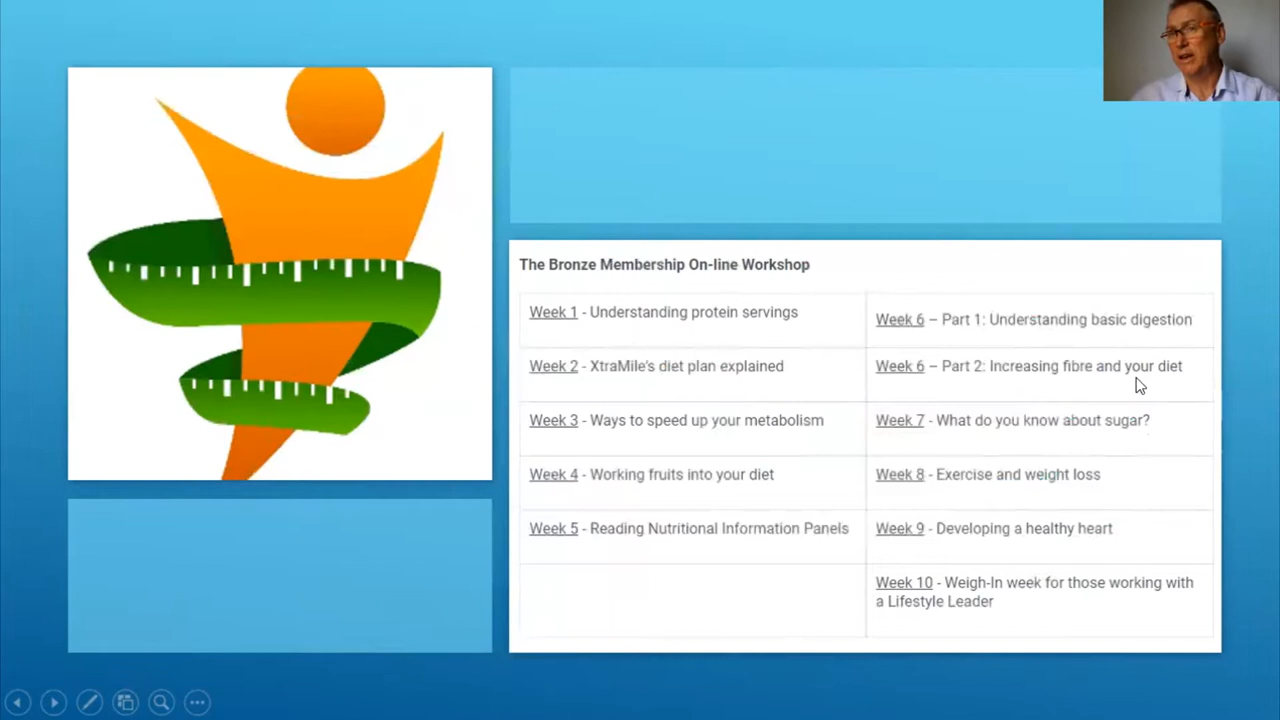 The Bronze Membership On-line Workshop
Week 1 - Understanding protein servings
Week 2 - XtraMile's diet plan explained
Week 3 - Ways to speed up your metabolism
Week 4 - Working fruits into your diet
Week 5 - Reading Nutritional Information Panels
Week 6 – Part 1: Understanding basic digestion
Week 6 – Part 2: Increasing fibre and your diet
Week 7 - What do you know about sugar?
Week 8 - Exercise and weight loss
Week 9 - Developing a healthy heart
Week 10 - Weigh-In week for those working with
a Lifestyle Leader